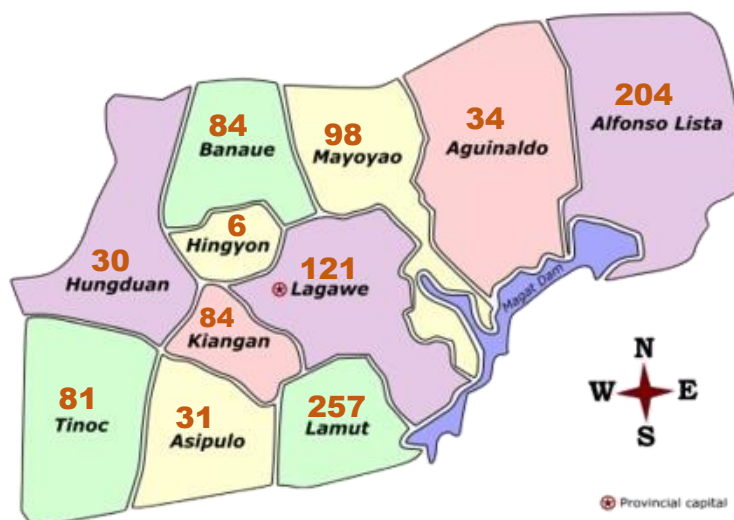 204
Alfonso Lista
34
Aguinaldo
84
Banaue
98
Mayoyao
6
Hingyon
30
Hungduan
121
Lagawe
Magat Dam
84
Kiangan
81
Tinoc
31
Asipulo
257
Lamut
N
W E
S
Provincial capital